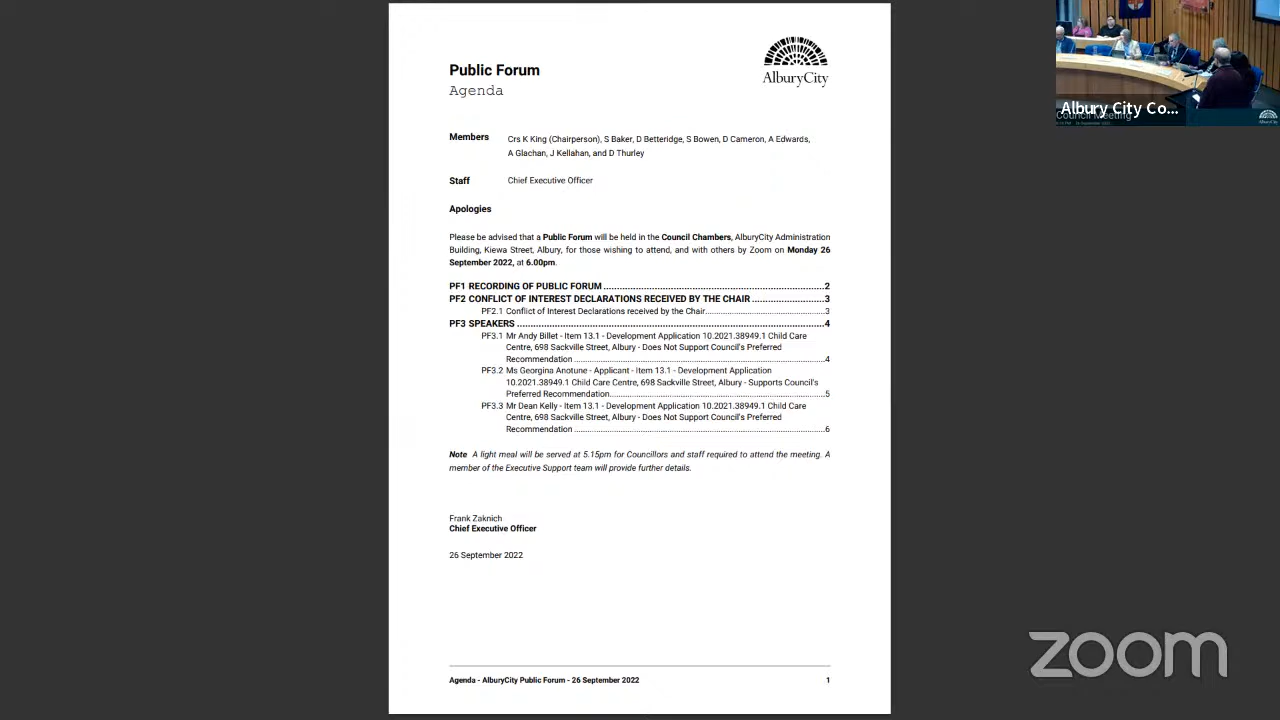 Public Forum
Agenda
AlburyCity
Members
Crs K King (Chairperson), S Baker, D Betteridge, S Bowen, D Cameron, A Edwards,
A Glachan, J Kellahan, and D Thurley
Staff
Chief Executive Officer
Apologies
Please be advised that a Public Forum will be held in the Council Chambers, AlburyCity Administration
Building, Kiewa Street, Albury, for those wishing to attend, and with others by Zoom on Monday 26
September 2022, at 6.00pm.
PF1 RECORDING OF PUBLIC FORUM ..........................................................................2
PF2 CONFLICT OF INTEREST DECLARATIONS RECEIVED BY THE CHAIR .........................3
PF2.1 Conflict of Interest Declarations received by the Chair.................................................3
PF3 SPEAKERS .........................................................................................................4
PF3.1 Mr Andy Billet - Item 13.1 - Development Application 10.2021.38949.1 Child Care
Centre, 698 Sackville Street, Albury - Does Not Support Council's Preferred
Recommendation ....................................................................................................4
PF3.2 Ms Georgina Anotune - Applicant - Item 13.1 - Development Application
10.2021.38949.1 Child Care Centre, 698 Sackville Street, Albury - Supports Council's
Preferred Recommendation.......................................................................................5
PF3.3 Mr Dean Kelly - Item 13.1 - Development Application 10.2021.38949.1 Child Care
Centre, 698 Sackville Street, Albury - Does Not Support Council's Preferred
Recommendation ....................................................................................................6
Note A light meal will be served at 5.15pm for Councillors and staff required to attend the meeting. A
member of the Executive Support team will provide further details.
Frank Zaknich
Chief Executive Officer
26 September 2022
Agenda - AlburyCity Public Forum - 26 September 2022
1
Albury City Co...
Council Meeting
zoom